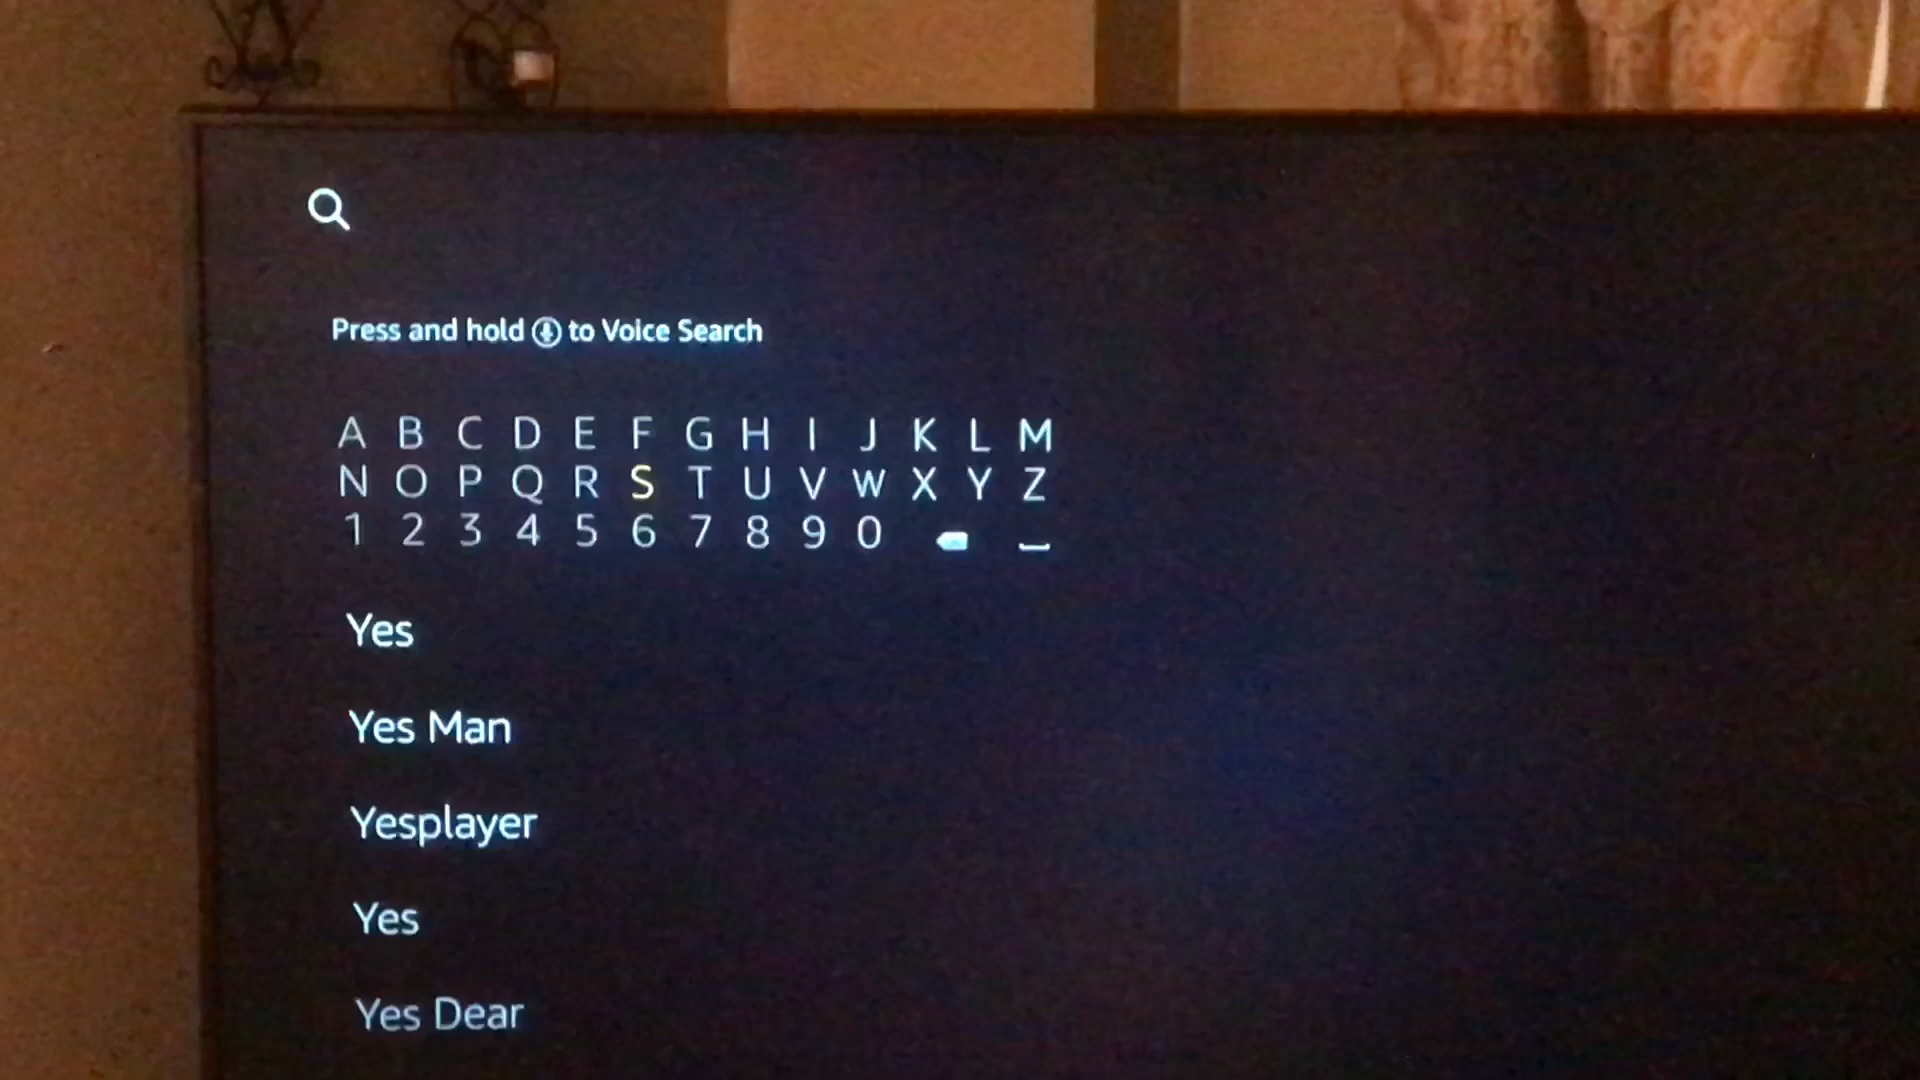 Press and hold to Voice Search
A B C D E F G H I J K L M
N O P Q R S T U V W X Y Z
1 2 3 4 5 6 7 8 9 0
Yes
Yes Man
Yesplayer
Yes
Yes Dear